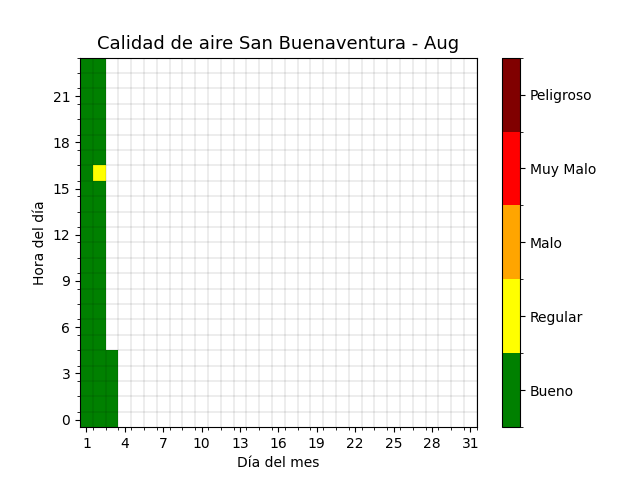 Calidad de aire San Buenaventura - Aug
Hora del día
21
18
15
12
9
6
3
0
1 4 7 10 13 16 19 22 25 28 31
Día del mes
Peligroso
Muy Malo
Malo
Regular
Bueno